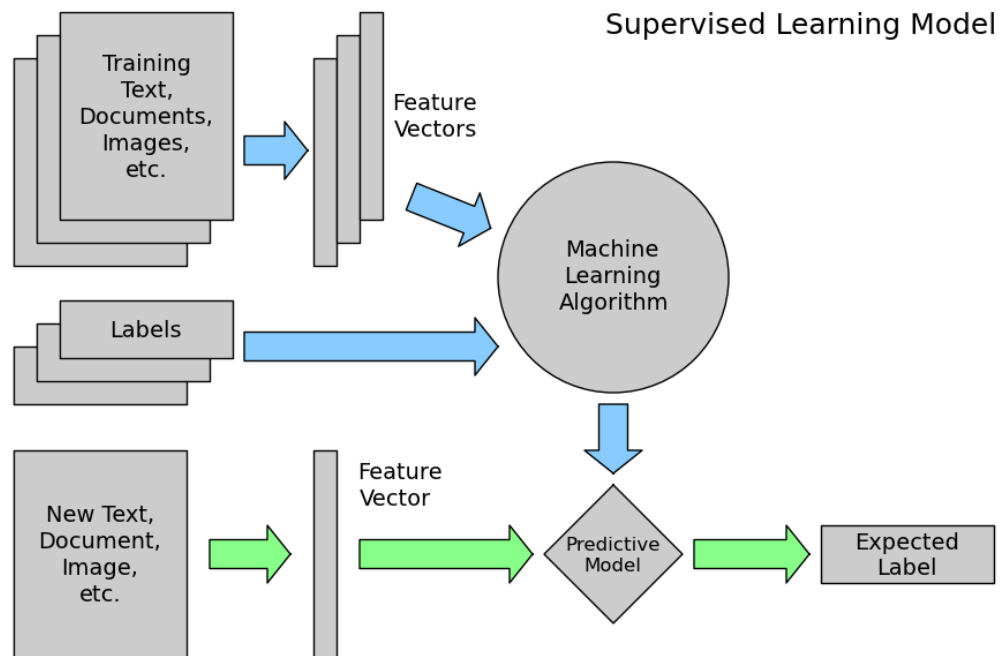 Supervised Learning Model
Training
Text,
Documents,
Images,
etc.
Feature
Vectors
Machine
Learning
Algorithm
Labels
New Text,
Document,
Image,
etc.
Feature
Vector
Predictive
Model
Expected
Label